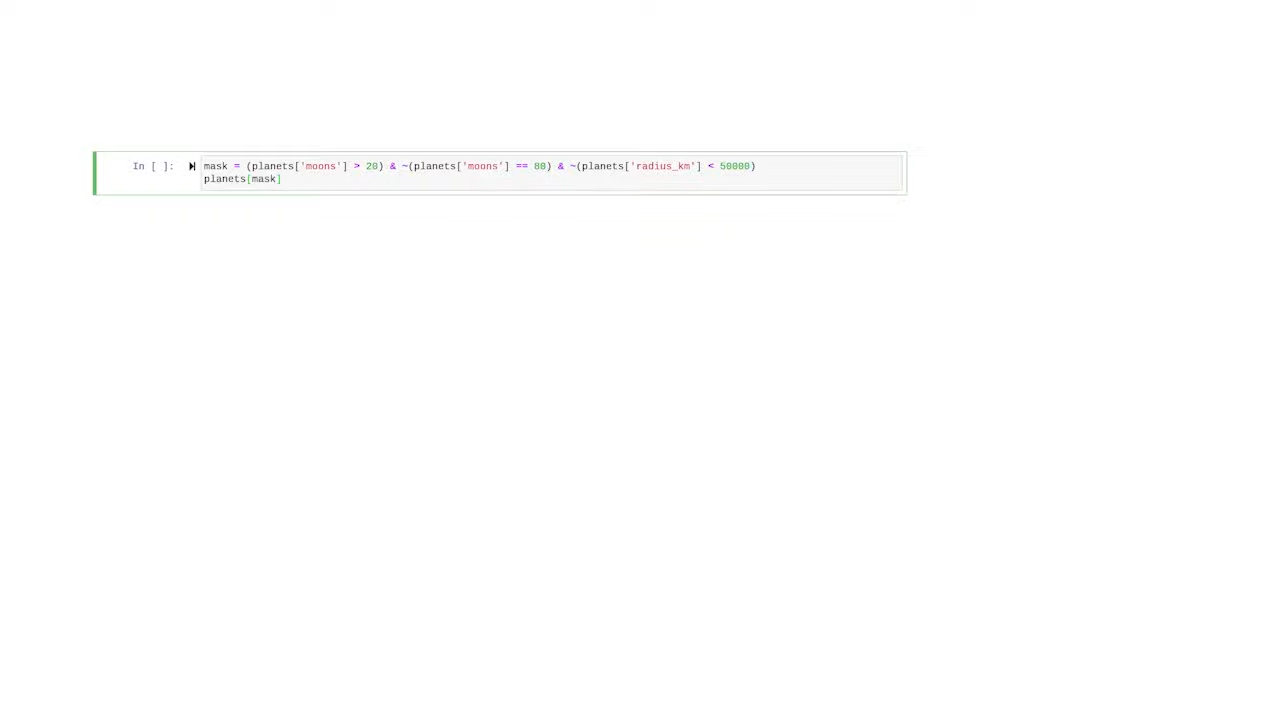 In [ ]: mask = (planets['moons'] > 20) & ~(planets['moons'] == 80) & ~(planets['radius_km'] < 50000)
planets[mask]